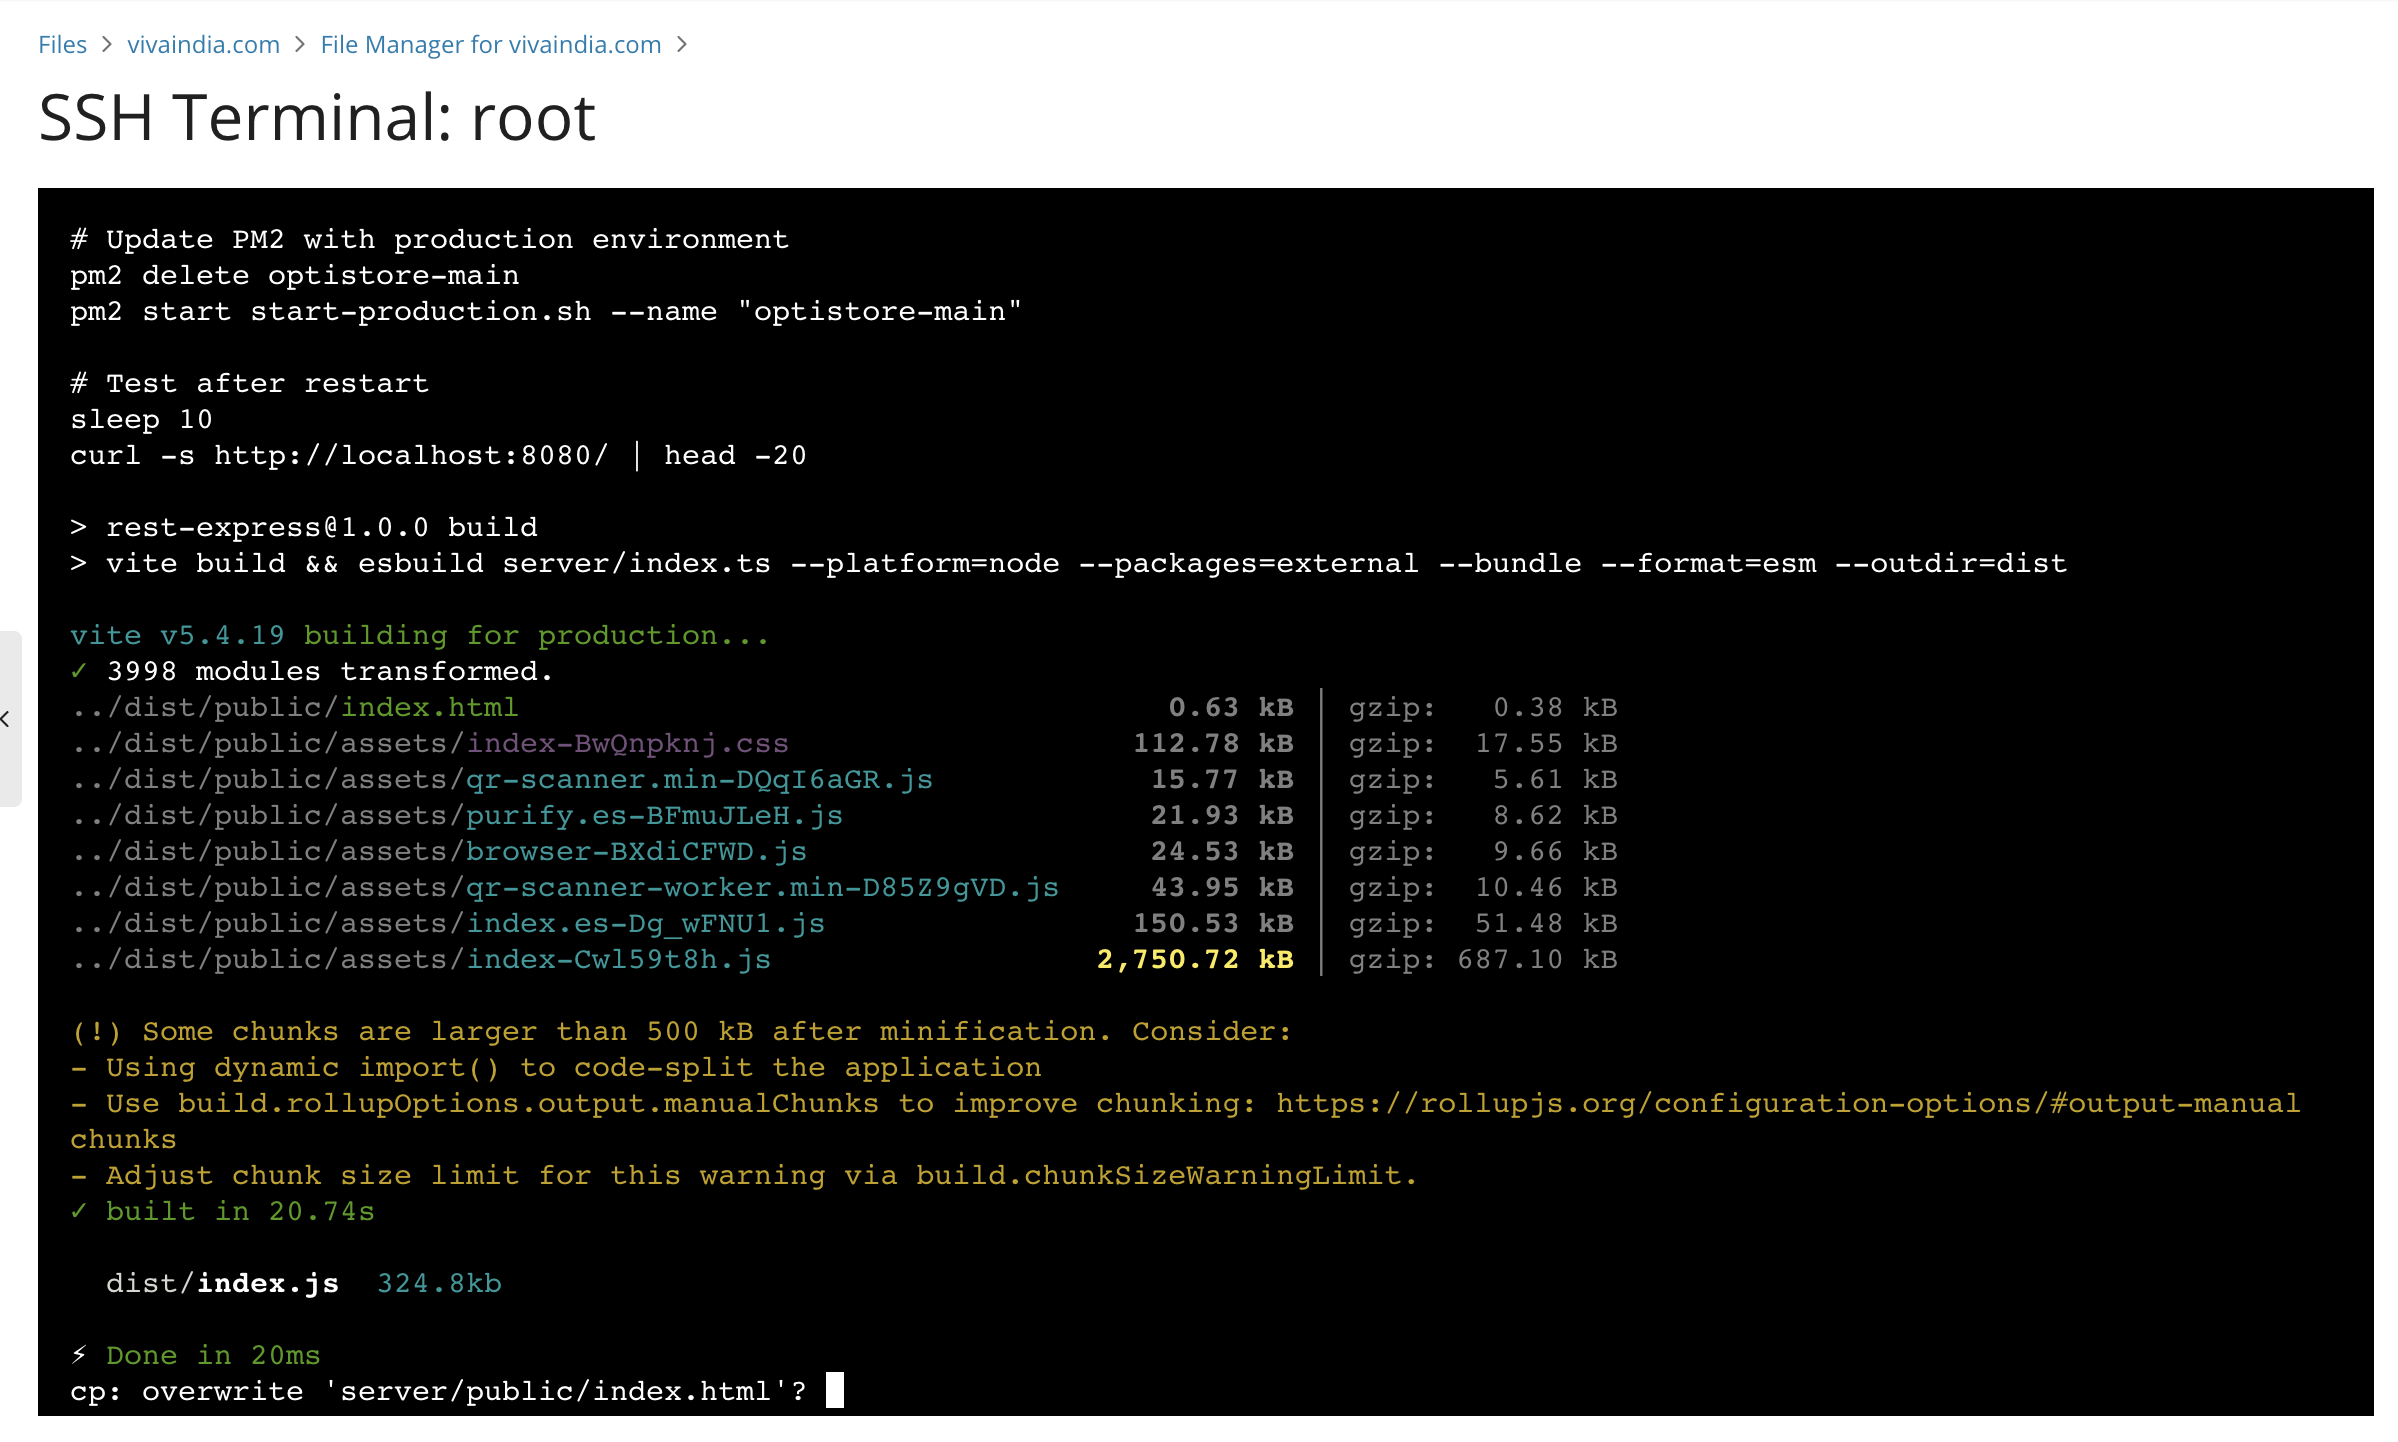 Files > vivaindia.com > File Manager for vivaindia.com >
SSH Terminal: root
# Update PM2 with production environment
pm2 delete optistore-main
pm2 start start-production.sh --name "optistore-main"
# Test after restart
sleep 10
curl -s http://localhost:8080/ | head -20
> rest-express@1.0.0 build
> vite build && esbuild server/index.ts --platform=node --packages=external --bundle --format=esm --outdir=dist
vite v5.4.19 building for production...
✓ 3998 modules transformed.
../dist/public/index.html 0.63 kB │ gzip: 0.38 kB
../dist/public/assets/index-BwQnpknj.css 112.78 kB │ gzip: 17.55 kB
../dist/public/assets/qr-scanner.min-DQqI6aGR.js 15.77 kB │ gzip: 5.61 kB
../dist/public/assets/purify.es-BFmuJLeH.js 21.93 kB │ gzip: 8.62 kB
../dist/public/assets/browser-BXdiCFWD.js 24.53 kB │ gzip: 9.66 kB
../dist/public/assets/qr-scanner-worker.min-D85Z9gVD.js 43.95 kB │ gzip: 10.46 kB
../dist/public/assets/index.es-Dg_wFNU1.js 150.53 kB │ gzip: 51.48 kB
../dist/public/assets/index-Cwl59t8h.js 2,750.72 kB │ gzip: 687.10 kB
(!) Some chunks are larger than 500 kB after minification. Consider:
- Using dynamic import() to code-split the application
- Use build.rollupOptions.output.manualChunks to improve chunking: https://rollupjs.org/configuration-options/#output-manual
chunks
- Adjust chunk size limit for this warning via build.chunkSizeWarningLimit.
✓ built in 20.74s
dist/index.js 324.8kb
⚡ Done in 20ms
cp: overwrite 'server/public/index.html'?